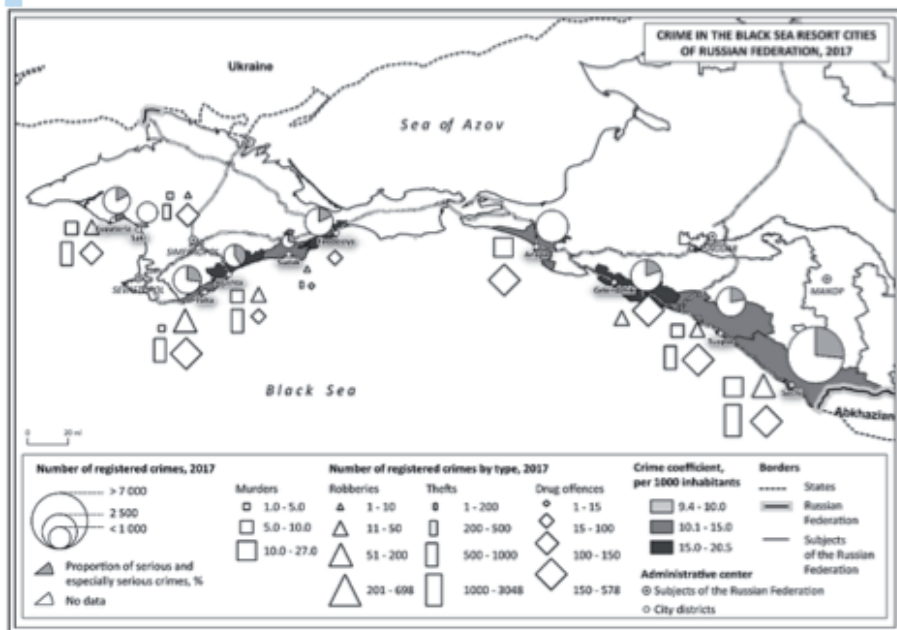 CRIME IN THE BLACK SEA RESORT CITIES
OF RUSSIAN FEDERATION, 2017
Ukraine
Sea of Azov
Black Sea
Abkhazian
MAIKOP
Sochi
0 20 mi
Number of registered crimes, 2017
> 7 000
2 500
< 1 000
Proportion of serious and
especially serious crimes, %
No data
Number of registered crimes by type, 2017
Murders
1.0 - 5.0
5.0 - 10.0
10.0 - 27.0
Robberies
1 - 10
11 - 50
51 - 200
201 - 698
Thefts
1 - 200
200 - 500
500 - 1000
1000 - 3048
Drug offences
1 - 15
15 - 100
100 - 150
150 - 578
Crime coefficient,
per 1000 inhabitants
9.4 - 10.0
10.1 - 15.0
15.0 - 20.5
Administrative center
Subjects of the Russian Federation
City districts
Borders
States
Russian
Federation
Subjects
of the Russian
Federation